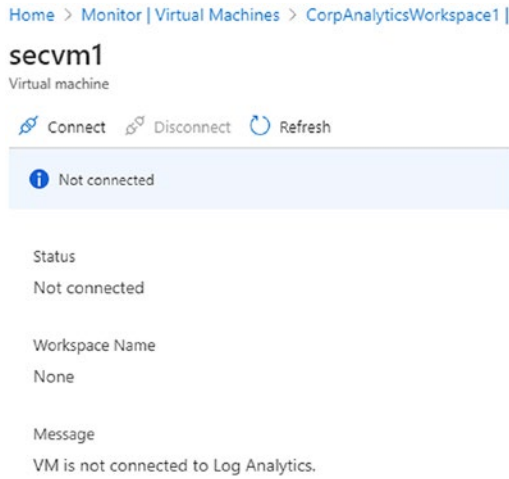 Home > Monitor | Virtual Machines > CorpAnalyticsWorkspace1 |
secvm1
Virtual machine
Connect Disconnect Refresh
Not connected
Status
Not connected
Workspace Name
None
Message
VM is not connected to Log Analytics.